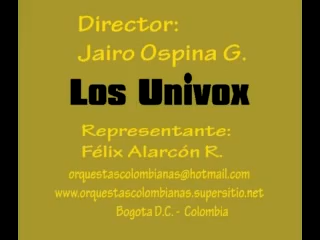 Director:
Jairo Ospina G.
Los Univox
Representante:
Félix Alarcón R.
orquestascolombianas@hotmail.com
www.orquestascolombianas.supersitio.net
Bogota D.C. - Colombia